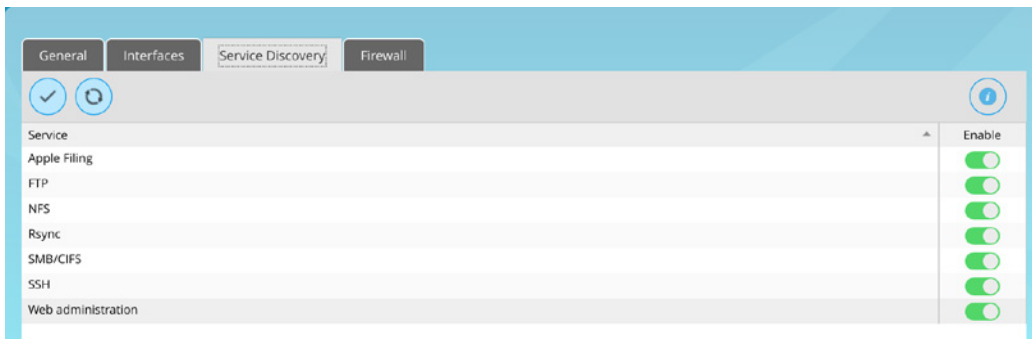 General Interfaces Service Discovery Firewall
Service Enable
Apple Filing
FTP
NFS
Rsync
SMB/CIFS
SSH
Web administration